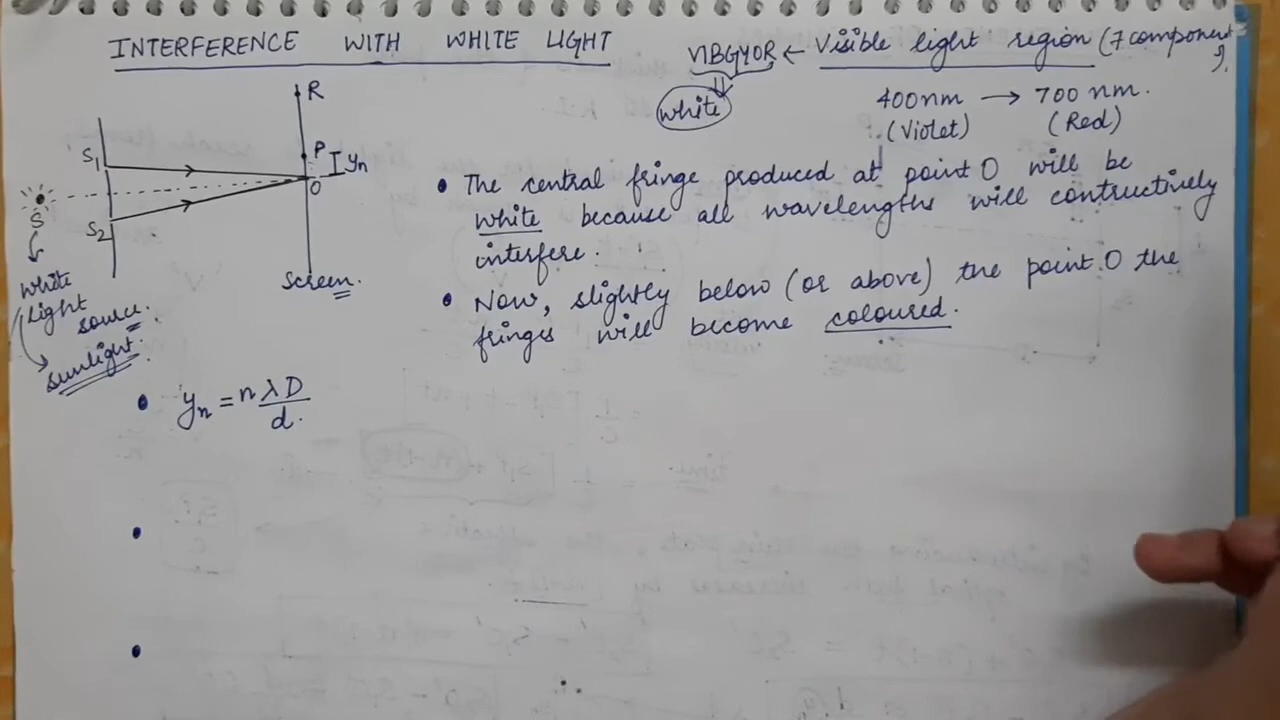 INTERFERENCE WITH WHITE LIGHT
VIBGYOR ← Visible light region (7 components).
white
400nm → 700 nm.
(Violet) (Red)
R
P
yn
O
S1
S
S2
Screen.
white
light
source.
sunlight.
• The central fringe produced at point O will be
white because all wavelengths will contructively
interfere.
• Now, slightly below (or above) the point O the
fringes will become coloured.
• yn = nλD/d.